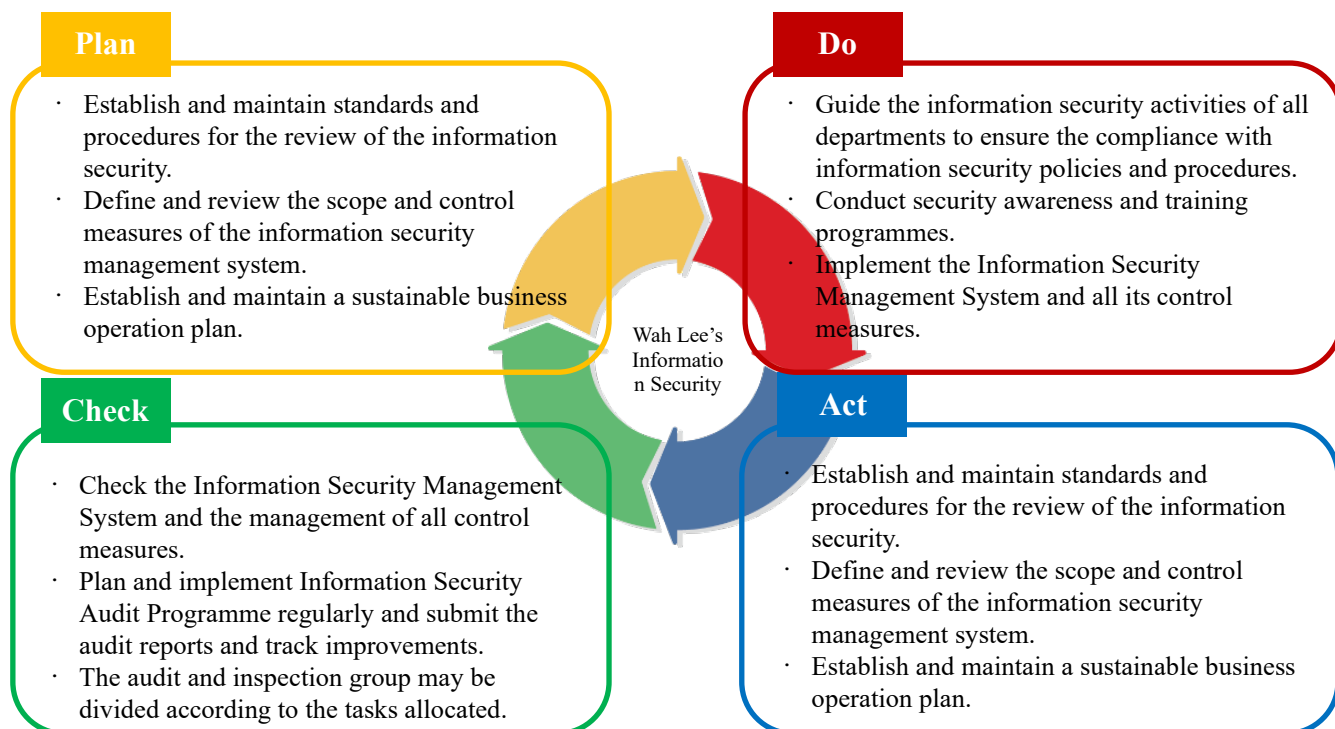 Plan
· Establish and maintain standards and
procedures for the review of the information
security.
· Define and review the scope and control
measures of the information security
management system.
· Establish and maintain a sustainable business
operation plan.
Do
· Guide the information security activities of all
departments to ensure the compliance with
information security policies and procedures.
· Conduct security awareness and training
programmes.
· Implement the Information Security
Management System and all its control
measures.
Wah Lee’s
Informatio
n Security
Check
· Check the Information Security Management
System and the management of all control
measures.
· Plan and implement Information Security
Audit Programme regularly and submit the
audit reports and track improvements.
· The audit and inspection group may be
divided according to the tasks allocated.
Act
· Establish and maintain standards and
procedures for the review of the information
security.
· Define and review the scope and control
measures of the information security
management system.
· Establish and maintain a sustainable business
operation plan.